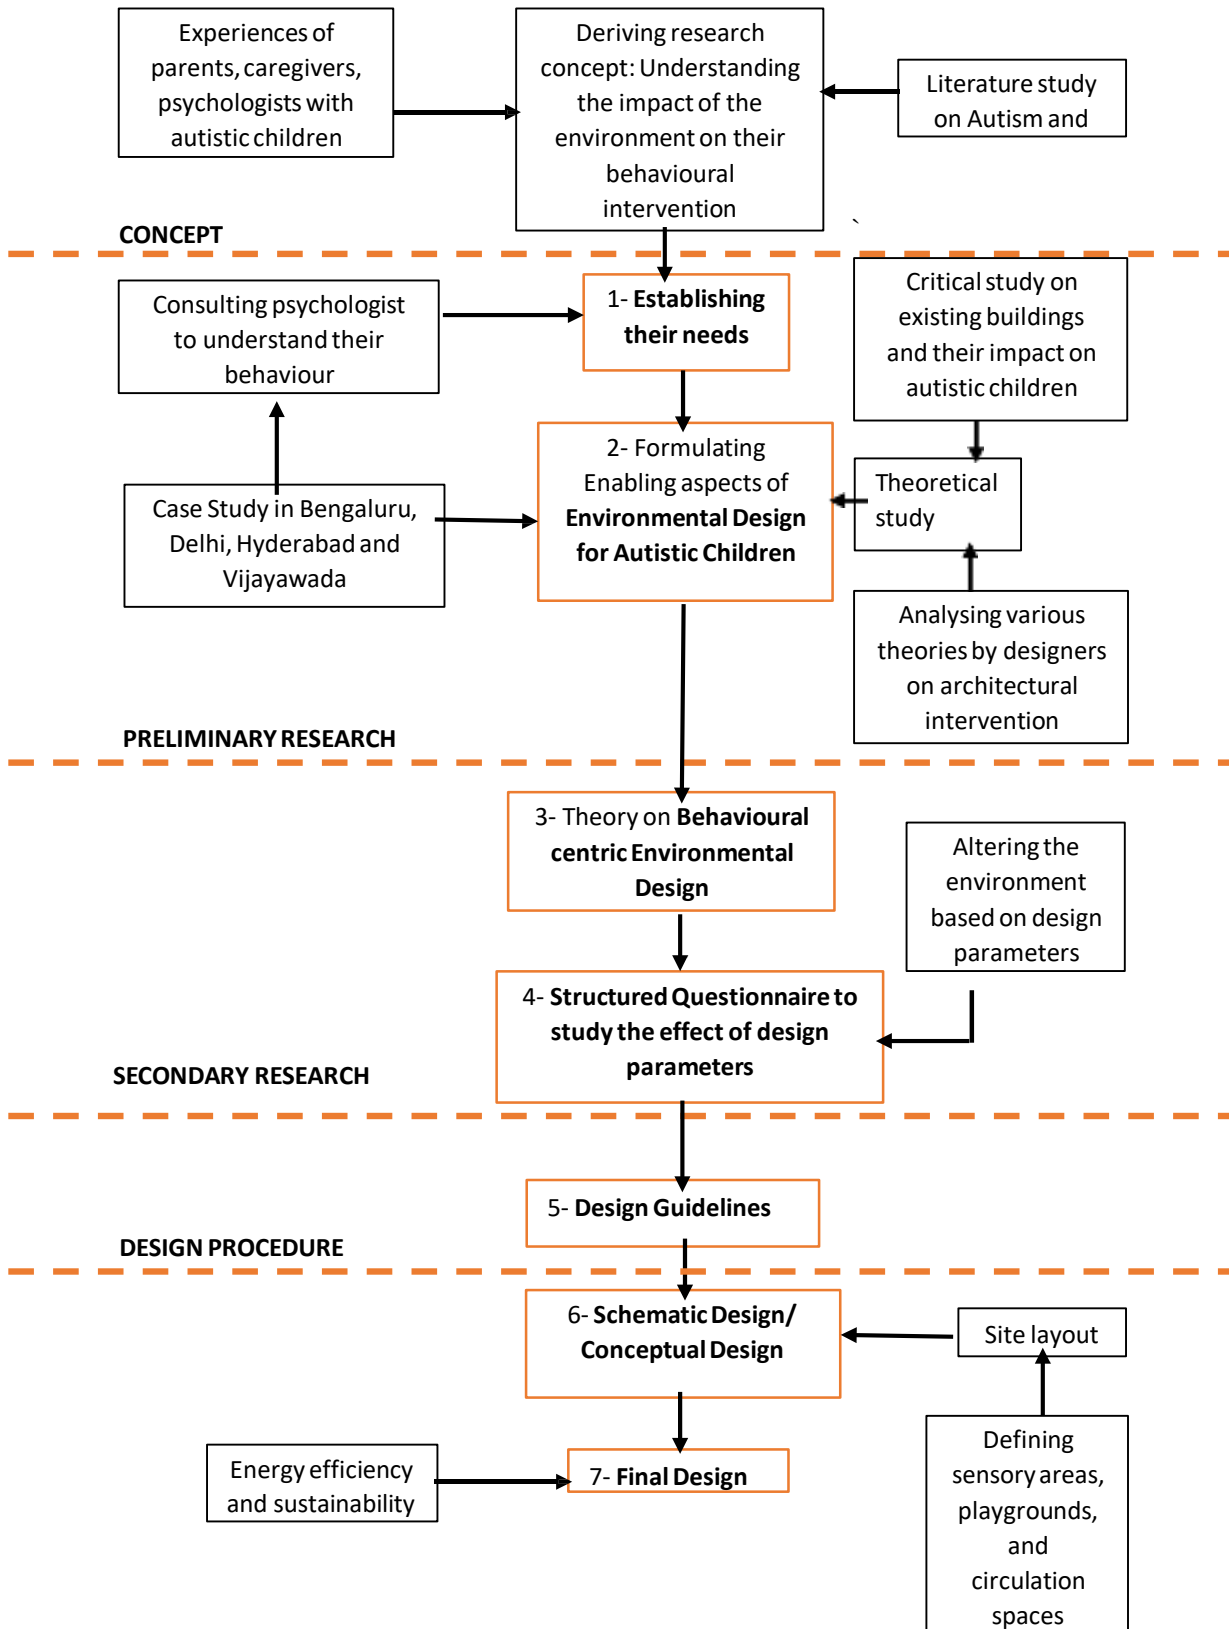 Experiences of
parents, caregivers,
psychologists with
autistic children
Deriving research
concept: Understanding
the impact of the
environment on their
behavioural
intervention
Literature study
on Autism and
`
CONCEPT
Consulting psychologist
to understand their
behaviour
1- Establishing
their needs
Critical study on
existing buildings
and their impact on
autistic children
Case Study in Bengaluru,
Delhi, Hyderabad and
Vijayawada
2- Formulating
Enabling aspects of
Environmental Design
for Autistic Children
Theoretical
study
Analysing various
theories by designers
on architectural
intervention
PRELIMINARY RESEARCH
3- Theory on Behavioural
centric Environmental
Design
Altering the
environment
based on design
parameters
4- Structured Questionnaire to
study the effect of design
parameters
SECONDARY RESEARCH
5- Design Guidelines
DESIGN PROCEDURE
6- Schematic Design/
Conceptual Design
Site layout
Energy efficiency
and sustainability
7- Final Design
Defining
sensory areas,
playgrounds,
and
circulation
spaces